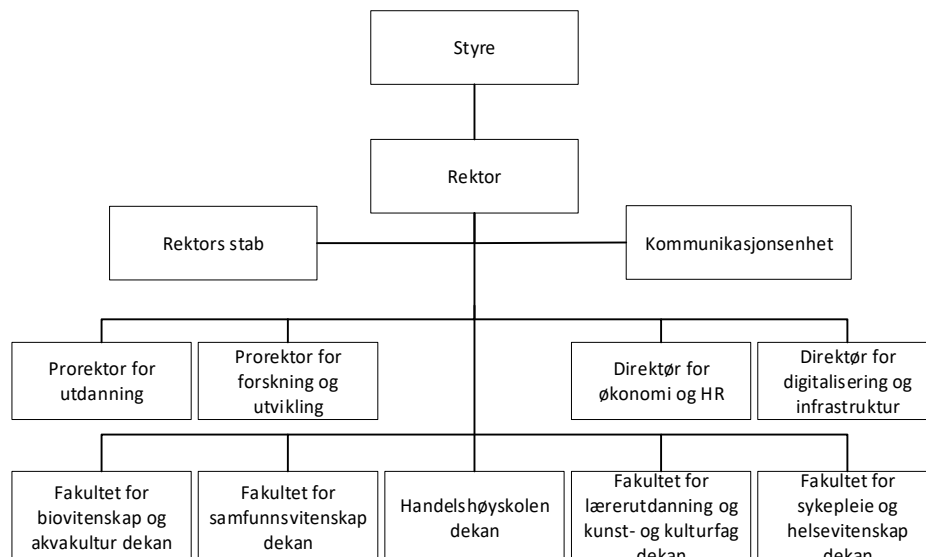 Styre
Rektor
Rektors stab
Kommunikasjonsenhet
Prorektor for
utdanning
Prorektor for
forskning og
utvikling
Direktør for
økonomi og HR
Direktør for
digitalisering og
infrastruktur
Fakultet for
biovitenskap og
akvakultur dekan
Fakultet for
samfunnsvitenskap
dekan
Handelshøyskolen
dekan
Fakultet for
lærerutdanning og
kunst- og kulturfag
dekan
Fakultet for
sykepleie og
helsevitenskap
dekan